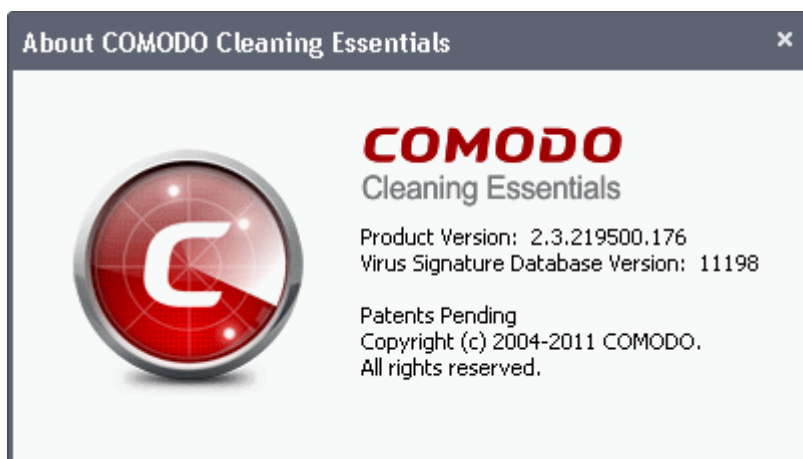 About COMODO Cleaning Essentials
COMODO
Cleaning Essentials
Product Version: 2.3.219500.176
Virus Signature Database Version: 11198
Patents Pending
Copyright (c) 2004-2011 COMODO.
All rights reserved.